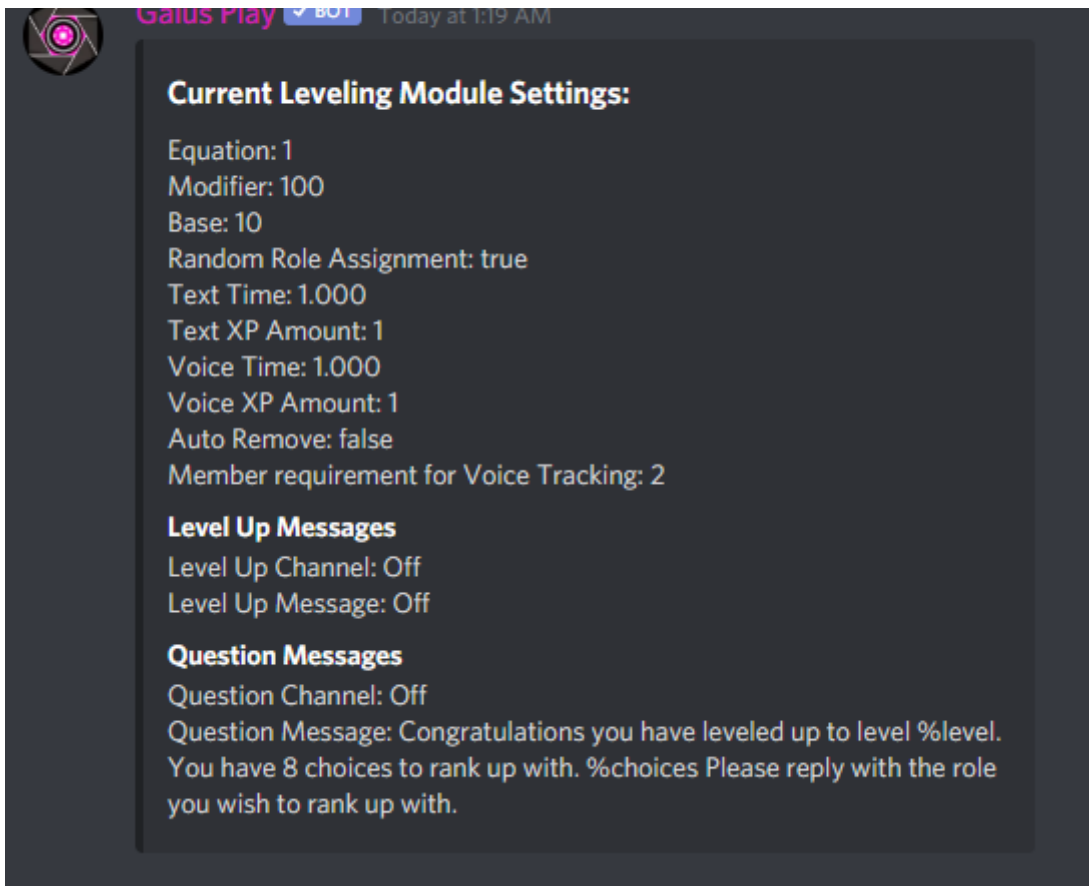 Galus Play ✓ BOT Today at 1:19 AM
Current Leveling Module Settings:
Equation: 1
Modifier: 100
Base: 10
Random Role Assignment: true
Text Time: 1.000
Text XP Amount: 1
Voice Time: 1.000
Voice XP Amount: 1
Auto Remove: false
Member requirement for Voice Tracking: 2
Level Up Messages
Level Up Channel: Off
Level Up Message: Off
Question Messages
Question Channel: Off
Question Message: Congratulations you have leveled up to level %level.
You have 8 choices to rank up with. %choices Please reply with the role
you wish to rank up with.